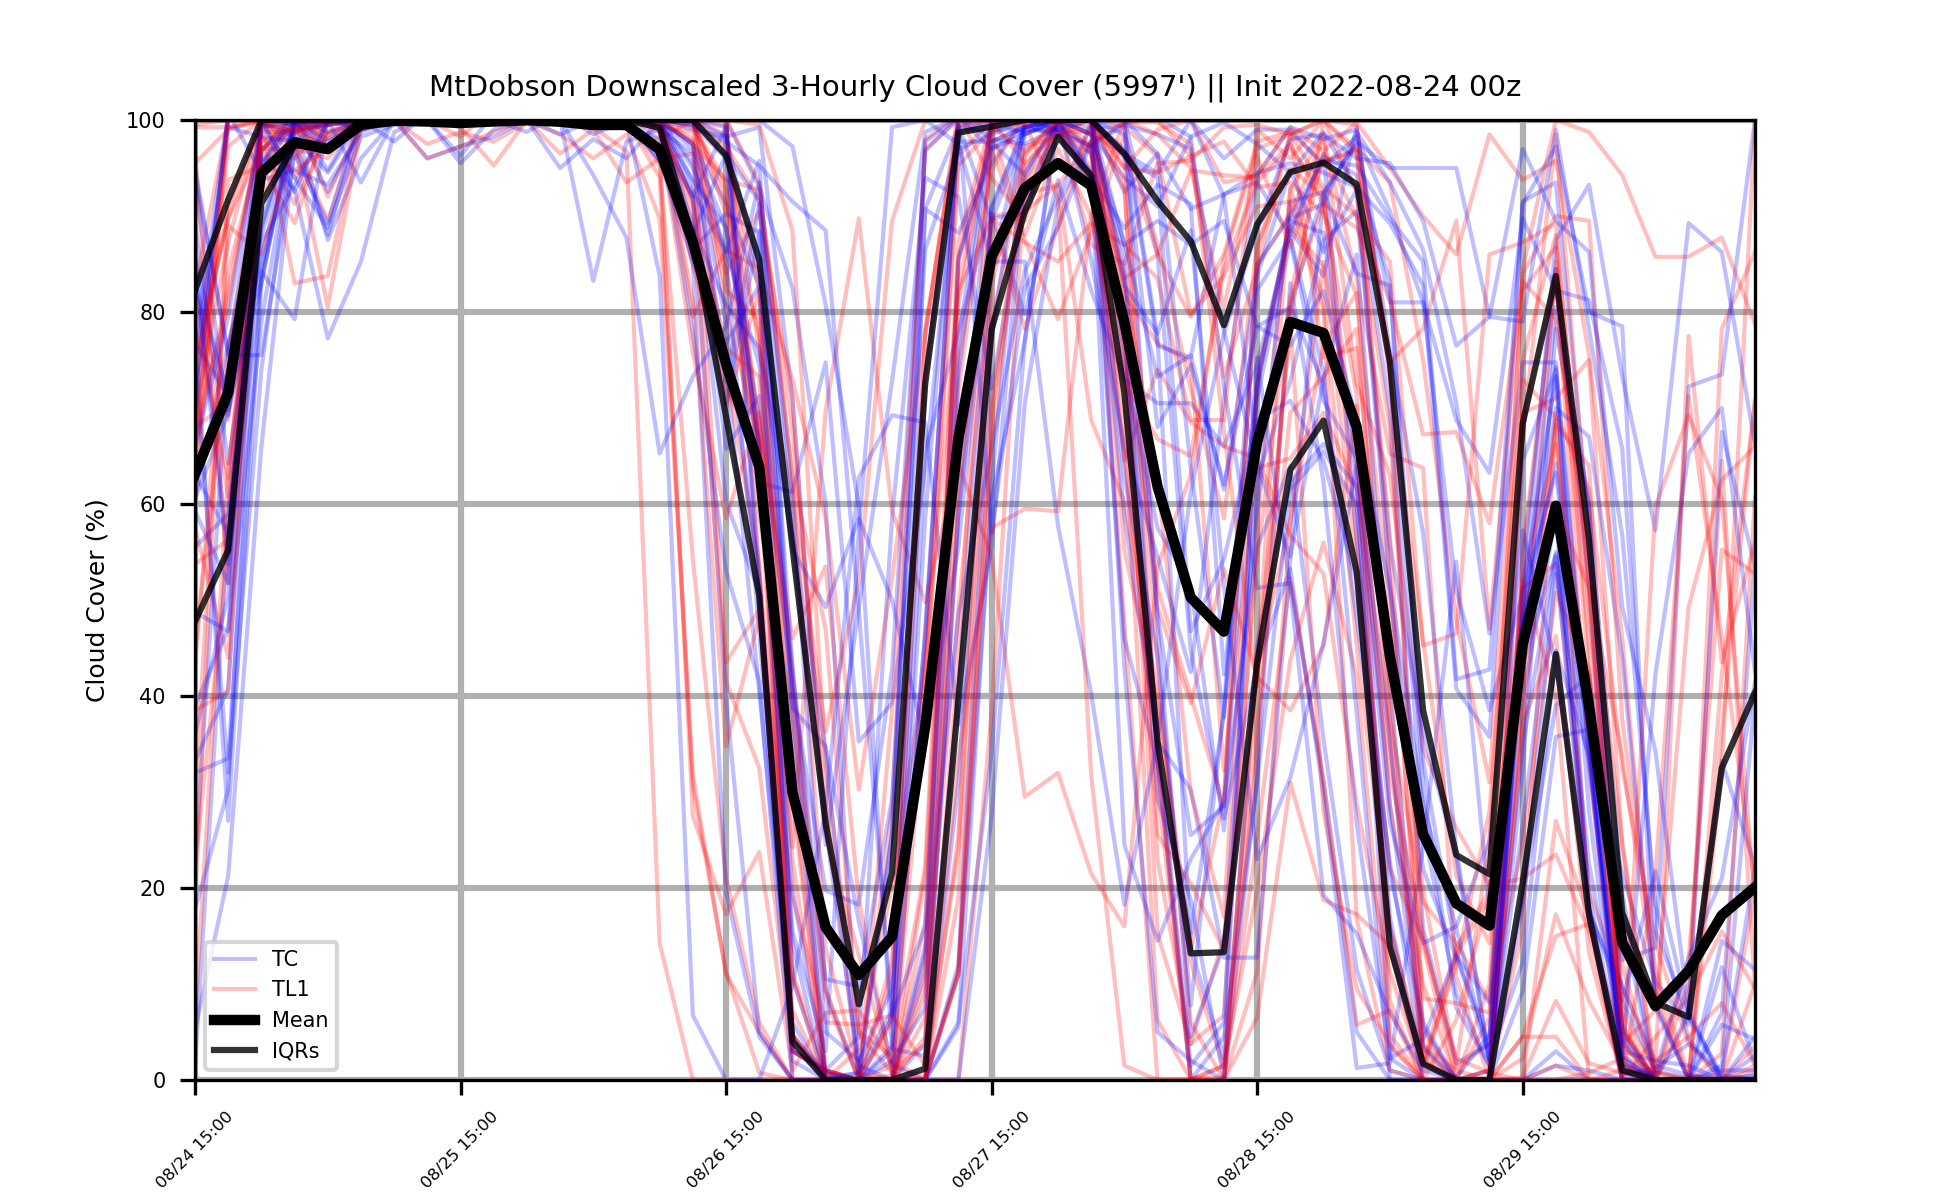 MtDobson Downscaled 3-Hourly Cloud Cover (5997') || Init 2022-08-24 00z
Cloud Cover (%)
100
80
60
40
20
0
TC
TL1
Mean
IQRs
08/24 15:00
08/25 15:00
08/26 15:00
08/27 15:00
08/28 15:00
08/29 15:00